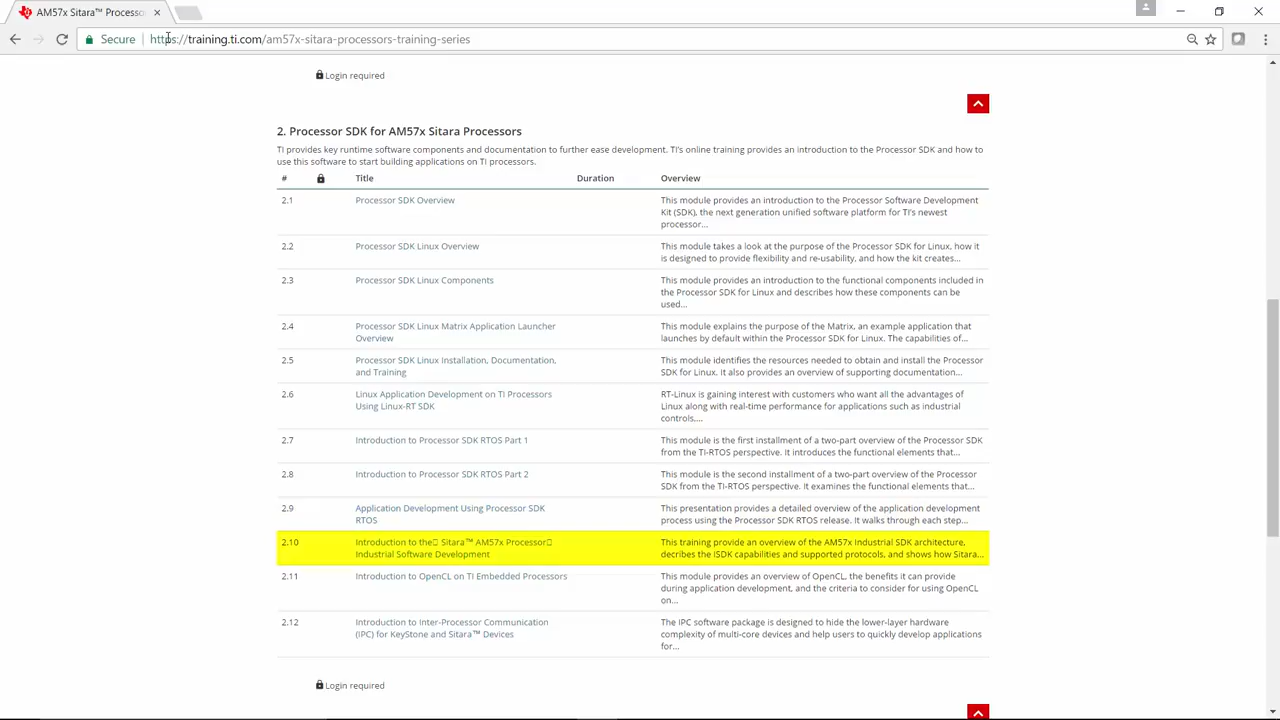 AM57x Sitara™ Processo
Secure https://training.ti.com/am57x-sitara-processors-training-series
Login required
2. Processor SDK for AM57x Sitara Processors
TI provides key runtime software components and documentation to further ease development. TI's online training provides an introduction to the Processor SDK and how to
use this software to start building applications on TI processors.
# Title Duration Overview
2.1 Processor SDK Overview This module provides an introduction to the Processor Software Development
Kit (SDK), the next generation unified software platform for TI's newest
processor...
2.2 Processor SDK Linux Overview This module takes a look at the purpose of the Processor SDK for Linux, how it
is designed to provide flexibility and re-usability, and how the kit creates...
2.3 Processor SDK Linux Components This module provides an introduction to the functional components included in
the Processor SDK for Linux and describes how these components can be
used...
2.4 Processor SDK Linux Matrix Application Launcher This module explains the purpose of the Matrix, an example application that
Overview launches by default within the Processor SDK for Linux. The capabilities of...
2.5 Processor SDK Linux Installation, Documentation, This module identifies the resources needed to obtain and install the Processor
and Training SDK for Linux. It also provides an overview of supporting documentation...
2.6 Linux Application Development on TI Processors RT-Linux is gaining interest with customers who want all the advantages of
Using Linux-RT SDK Linux along with real-time performance for applications such as industrial
controls,...
2.7 Introduction to Processor SDK RTOS Part 1 This module is the first installment of a two-part overview of the Processor SDK
from the TI-RTOS perspective. It introduces the functional elements that...
2.8 Introduction to Processor SDK RTOS Part 2 This module is the second installment of a two-part overview of the Processor
SDK from the TI-RTOS perspective. It examines the functional elements that...
2.9 Application Development Using Processor SDK This presentation provides a detailed overview of the application development
RTOS process using the Processor SDK RTOS release. It walks through each step...
2.10 Introduction to the Sitara™ AM57x Processor This training provide an overview of the AM57x Industrial SDK architecture,
Industrial Software Development decribes the ISDK capabilities and supported protocols, and shows how Sitara...
2.11 Introduction to OpenCL on TI Embedded Processors This module provides an overview of OpenCL, the benefits it can provide
during application development, and the criteria to consider for using OpenCL
on...
2.12 Introduction to Inter-Processor Communication The IPC software package is designed to hide the lower-layer hardware
(IPC) for KeyStone and Sitara™ Devices complexity of multi-core devices and help users to quickly develop applications
for...
Login required